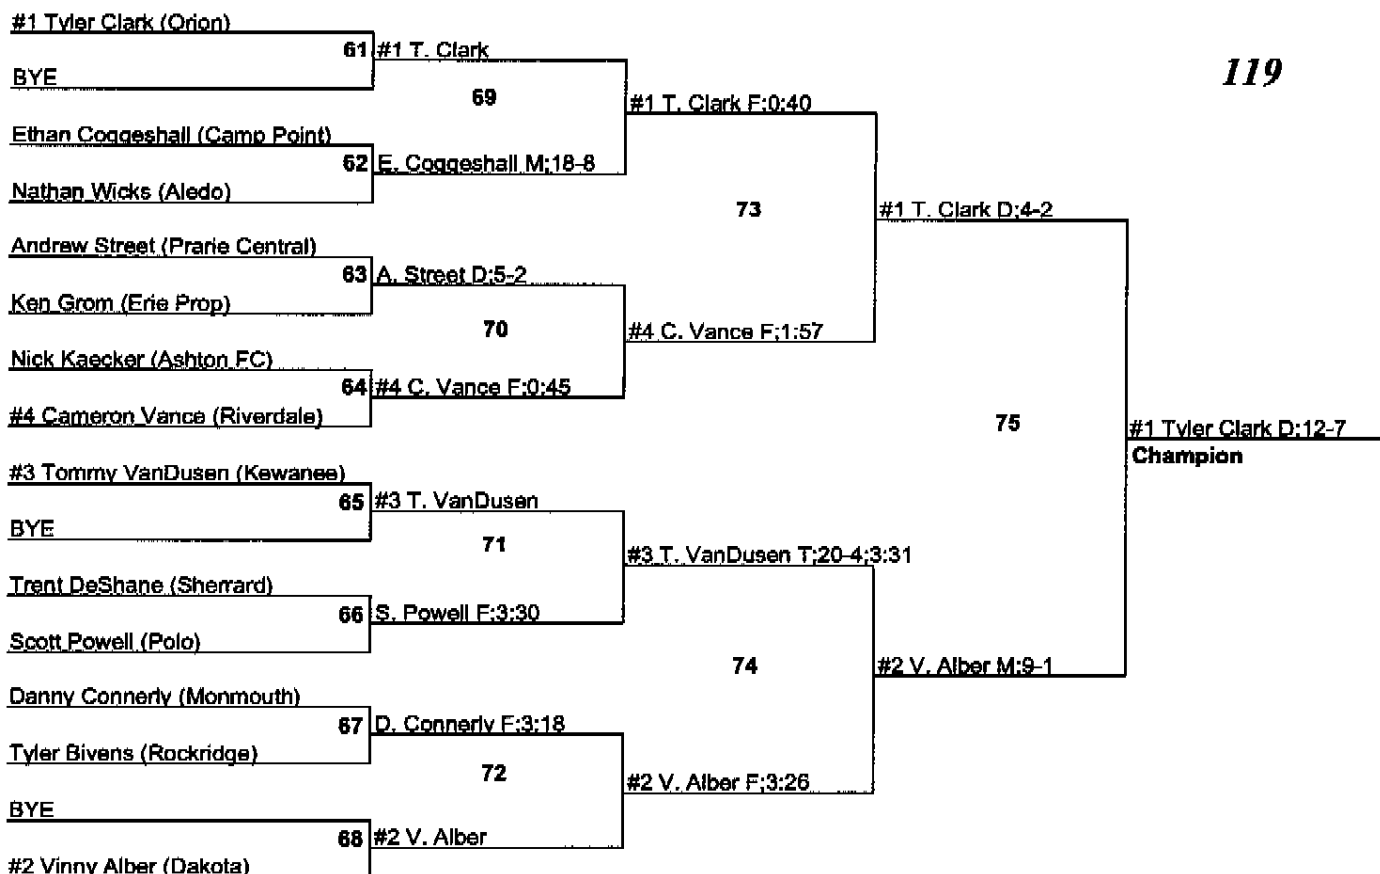 #1 Tyler Clark (Orion)
61 #1 T. Clark
BYE
119
69
#1 T. Clark F;0:40
Ethan Coggeshall (Camp Point)
62 E. Coggeshall M;18-8
Nathan Wicks (Aledo)
73
#1 T. Clark D;4-2
Andrew Street (Prarie Central)
63 A. Street D;5-2
Ken Grom (Erie Prop)
70
#4 C. Vance F;1:57
Nick Kaecker (Ashton FC)
64 #4 C. Vance F;0:45
#4 Cameron Vance (Riverdale)
75
#1 Tyler Clark D;12-7
Champion
#3 Tommy VanDusen (Kewanee)
65 #3 T. VanDusen
BYE
71
#3 T. VanDusen T;20-4;3:31
Trent DeShane (Sherrard)
66 S. Powell F;3:30
Scott Powell (Polo)
74
#2 V. Alber M;9-1
Danny Connerly (Monmouth)
67 D. Connerly F;3:18
Tyler Bivens (Rockridge)
72
#2 V. Alber F;3:26
BYE
68 #2 V. Alber
#2 Vinny Alber (Dakota)